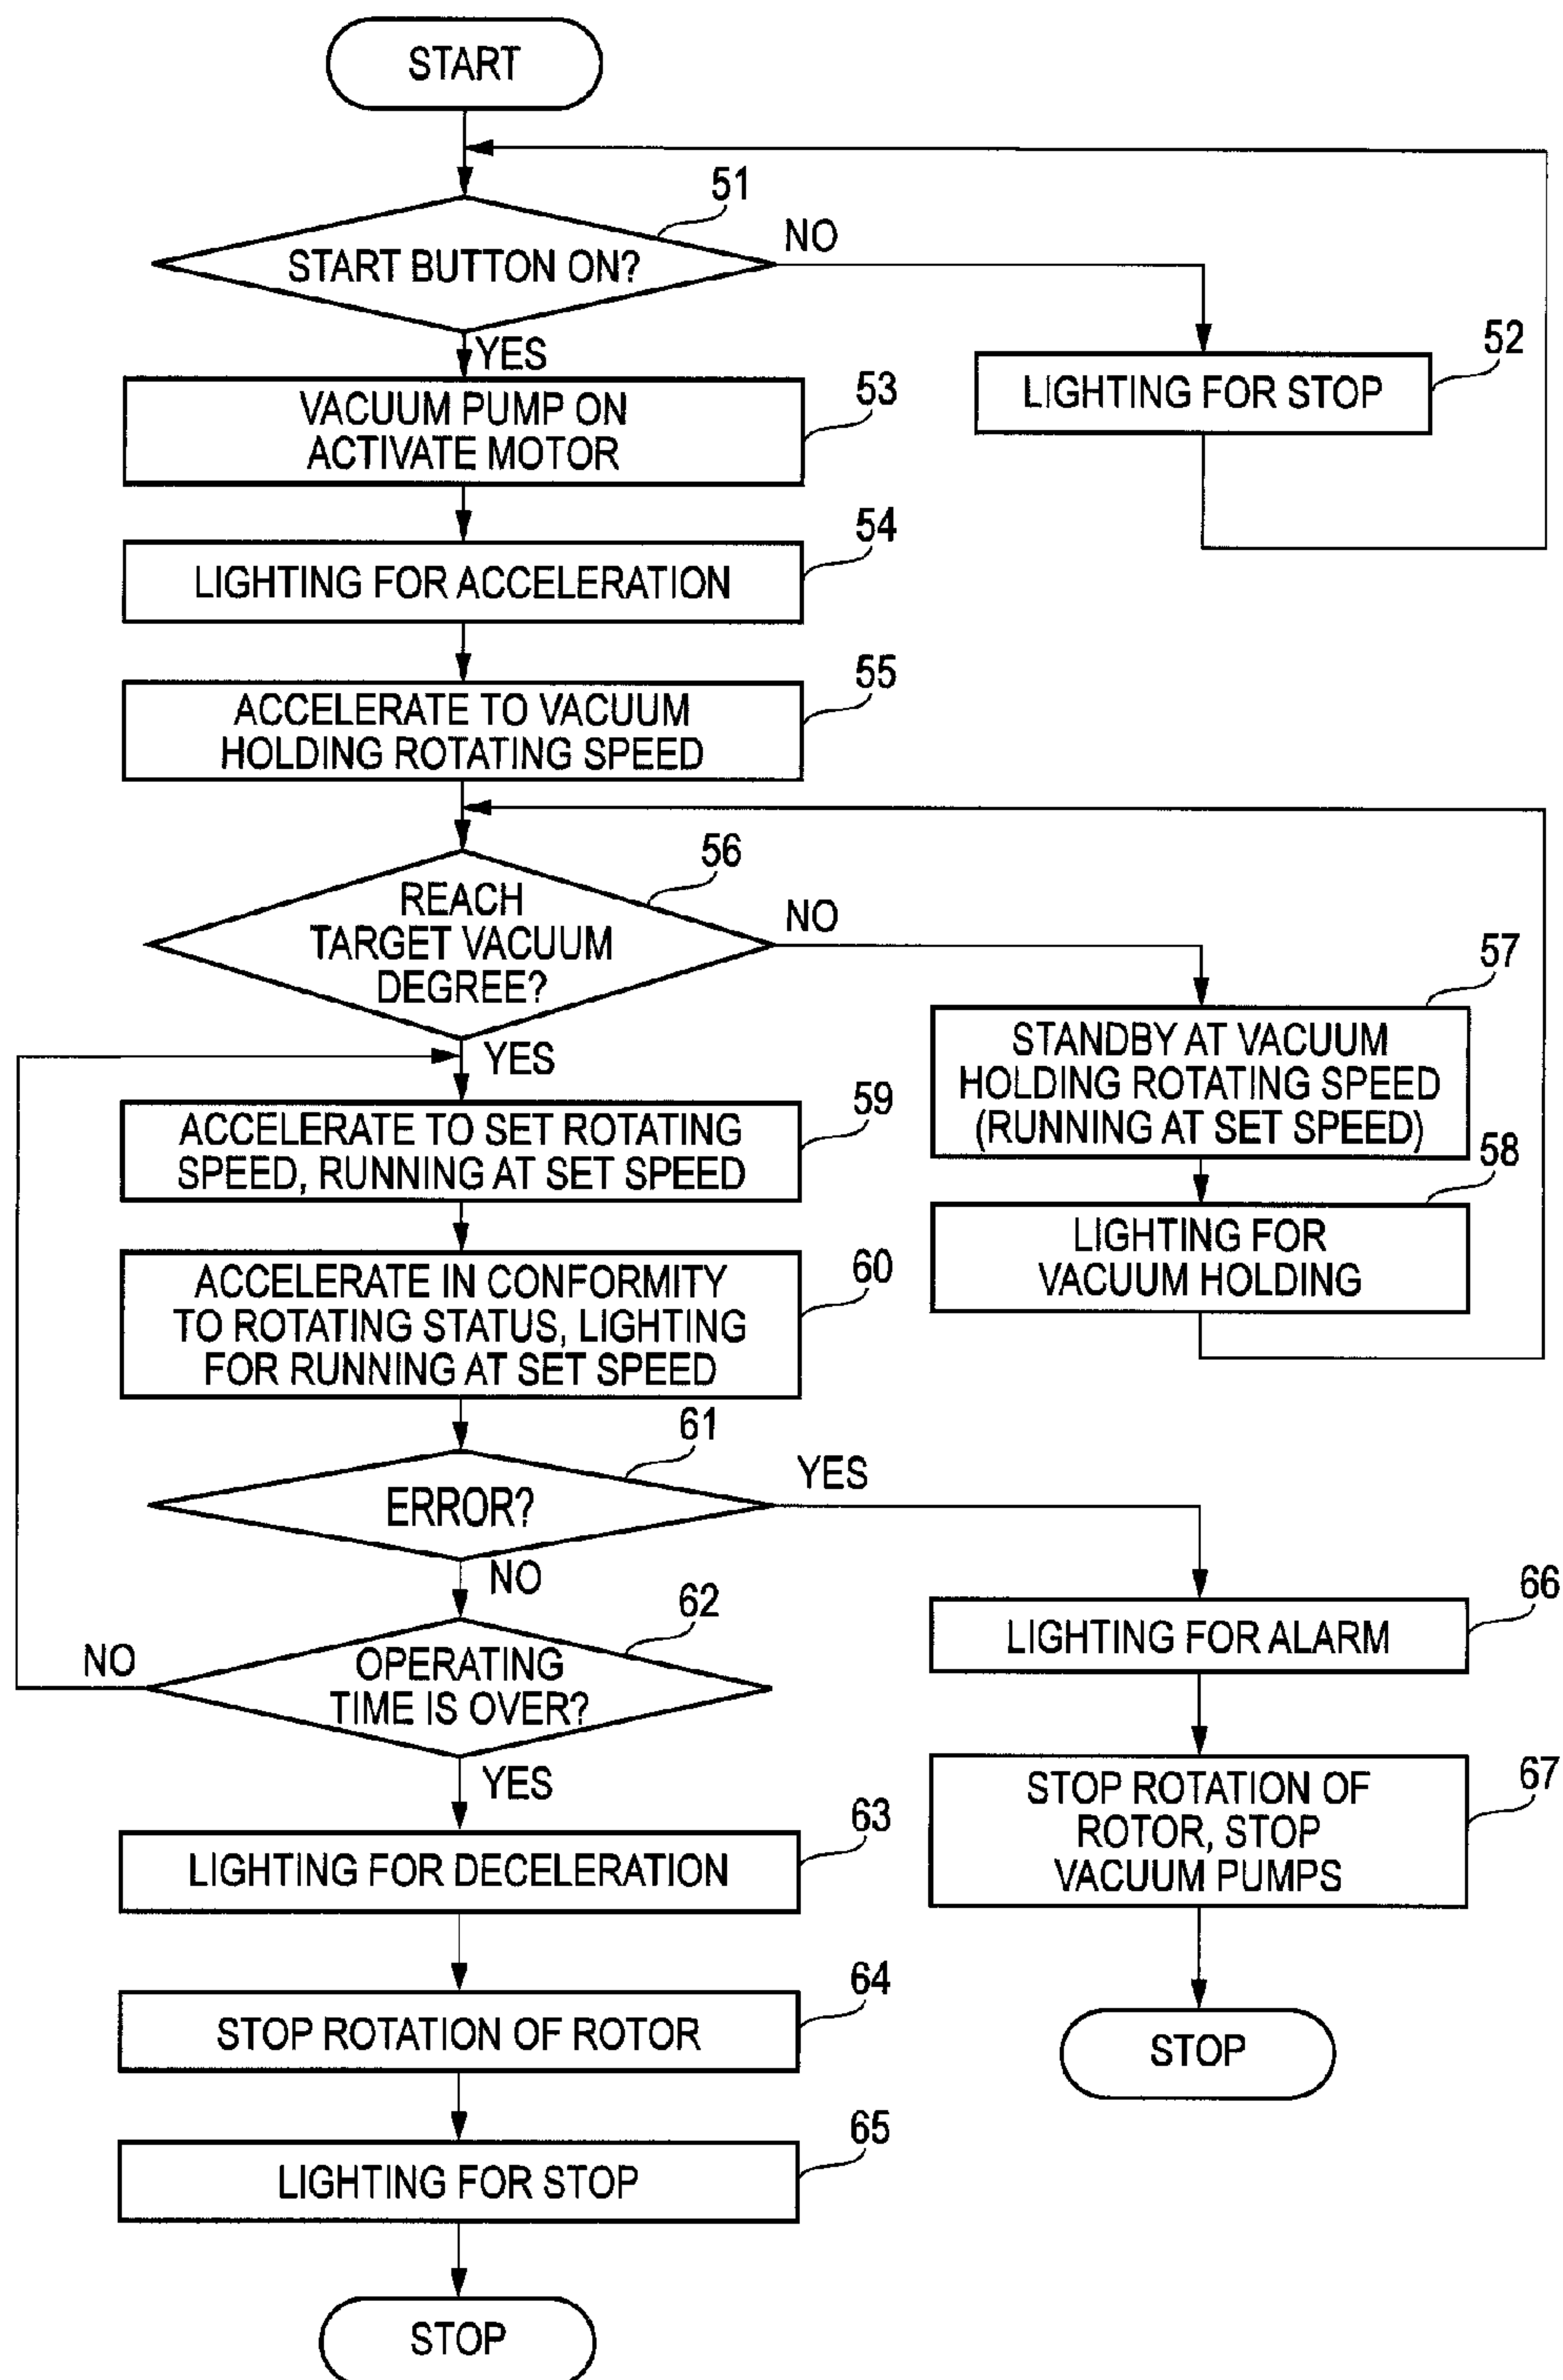 START
51
START BUTTON ON?
NO
YES
52
LIGHTING FOR STOP
53
VACUUM PUMP ON
ACTIVATE MOTOR
54
LIGHTING FOR ACCELERATION
55
ACCELERATE TO VACUUM
HOLDING ROTATING SPEED
56
REACH
TARGET VACUUM
DEGREE?
NO
YES
57
STANDBY AT VACUUM
HOLDING ROTATING SPEED
(RUNNING AT SET SPEED)
58
LIGHTING FOR
VACUUM HOLDING
59
ACCELERATE TO SET ROTATING
SPEED, RUNNING AT SET SPEED
60
ACCELERATE IN CONFORMITY
TO ROTATING STATUS, LIGHTING
FOR RUNNING AT SET SPEED
61
ERROR?
YES
NO
62
OPERATING
TIME IS OVER?
NO
YES
66
LIGHTING FOR ALARM
67
STOP ROTATION OF
ROTOR, STOP
VACUUM PUMPS
STOP
63
LIGHTING FOR DECELERATION
64
STOP ROTATION OF ROTOR
65
LIGHTING FOR STOP
STOP